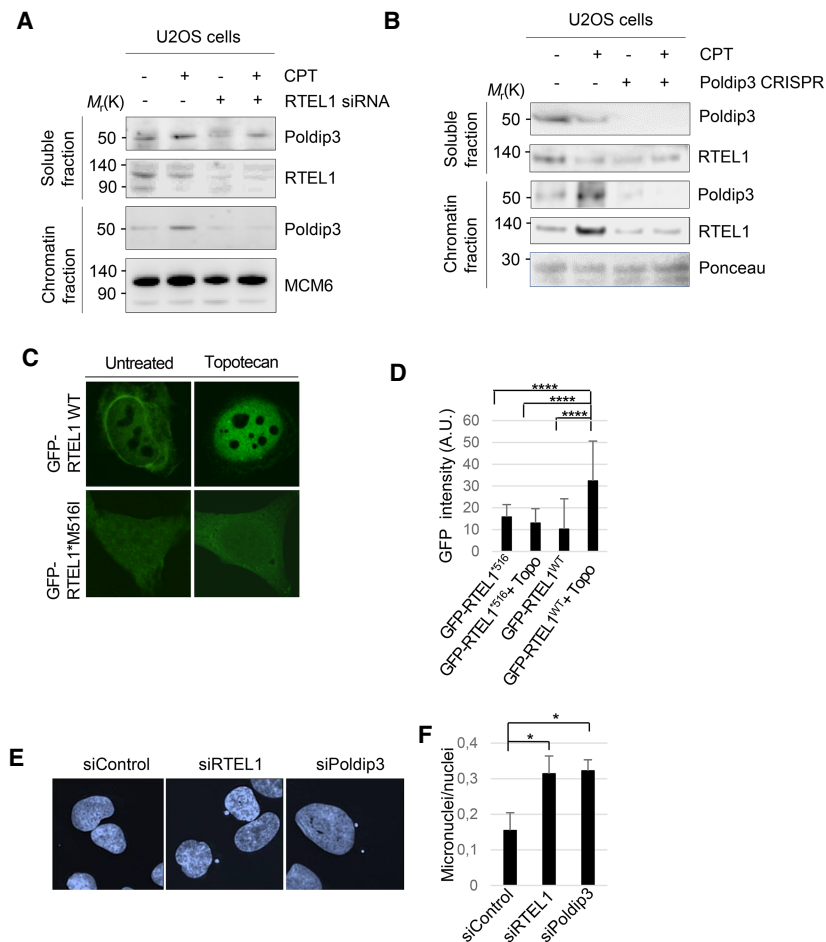 A
U2OS cells
- + - + CPT
Mr(K) - - + + RTEL1 siRNA
Soluble fraction
50 Poldip3
140
90
RTEL1
Chromatin fraction
50 Poldip3
140
90
MCM6
B
U2OS cells
- + - + CPT
- - + + Poldip3 CRISPR
Mr(K)
Soluble fraction
50 Poldip3
140 RTEL1
Chromatin fraction
50 Poldip3
140 RTEL1
30 Ponceau
C
Untreated Topotecan
GFP-
RTEL1 WT
GFP-
RTEL1*M516I
D
****
****
****
GFP intensity (A.U.)
60
50
40
30
20
10
0
GFP-RTEL1*516
GFP-RTEL1*516+ Topo
GFP-RTEL1WT
GFP-RTEL1WT+ Topo
E
siControl siRTEL1 siPoldip3
F
*
*
Micronuclei/nuclei
0,4
0,3
0,2
0,1
0
siControl
siRTEL1
siPoldip3